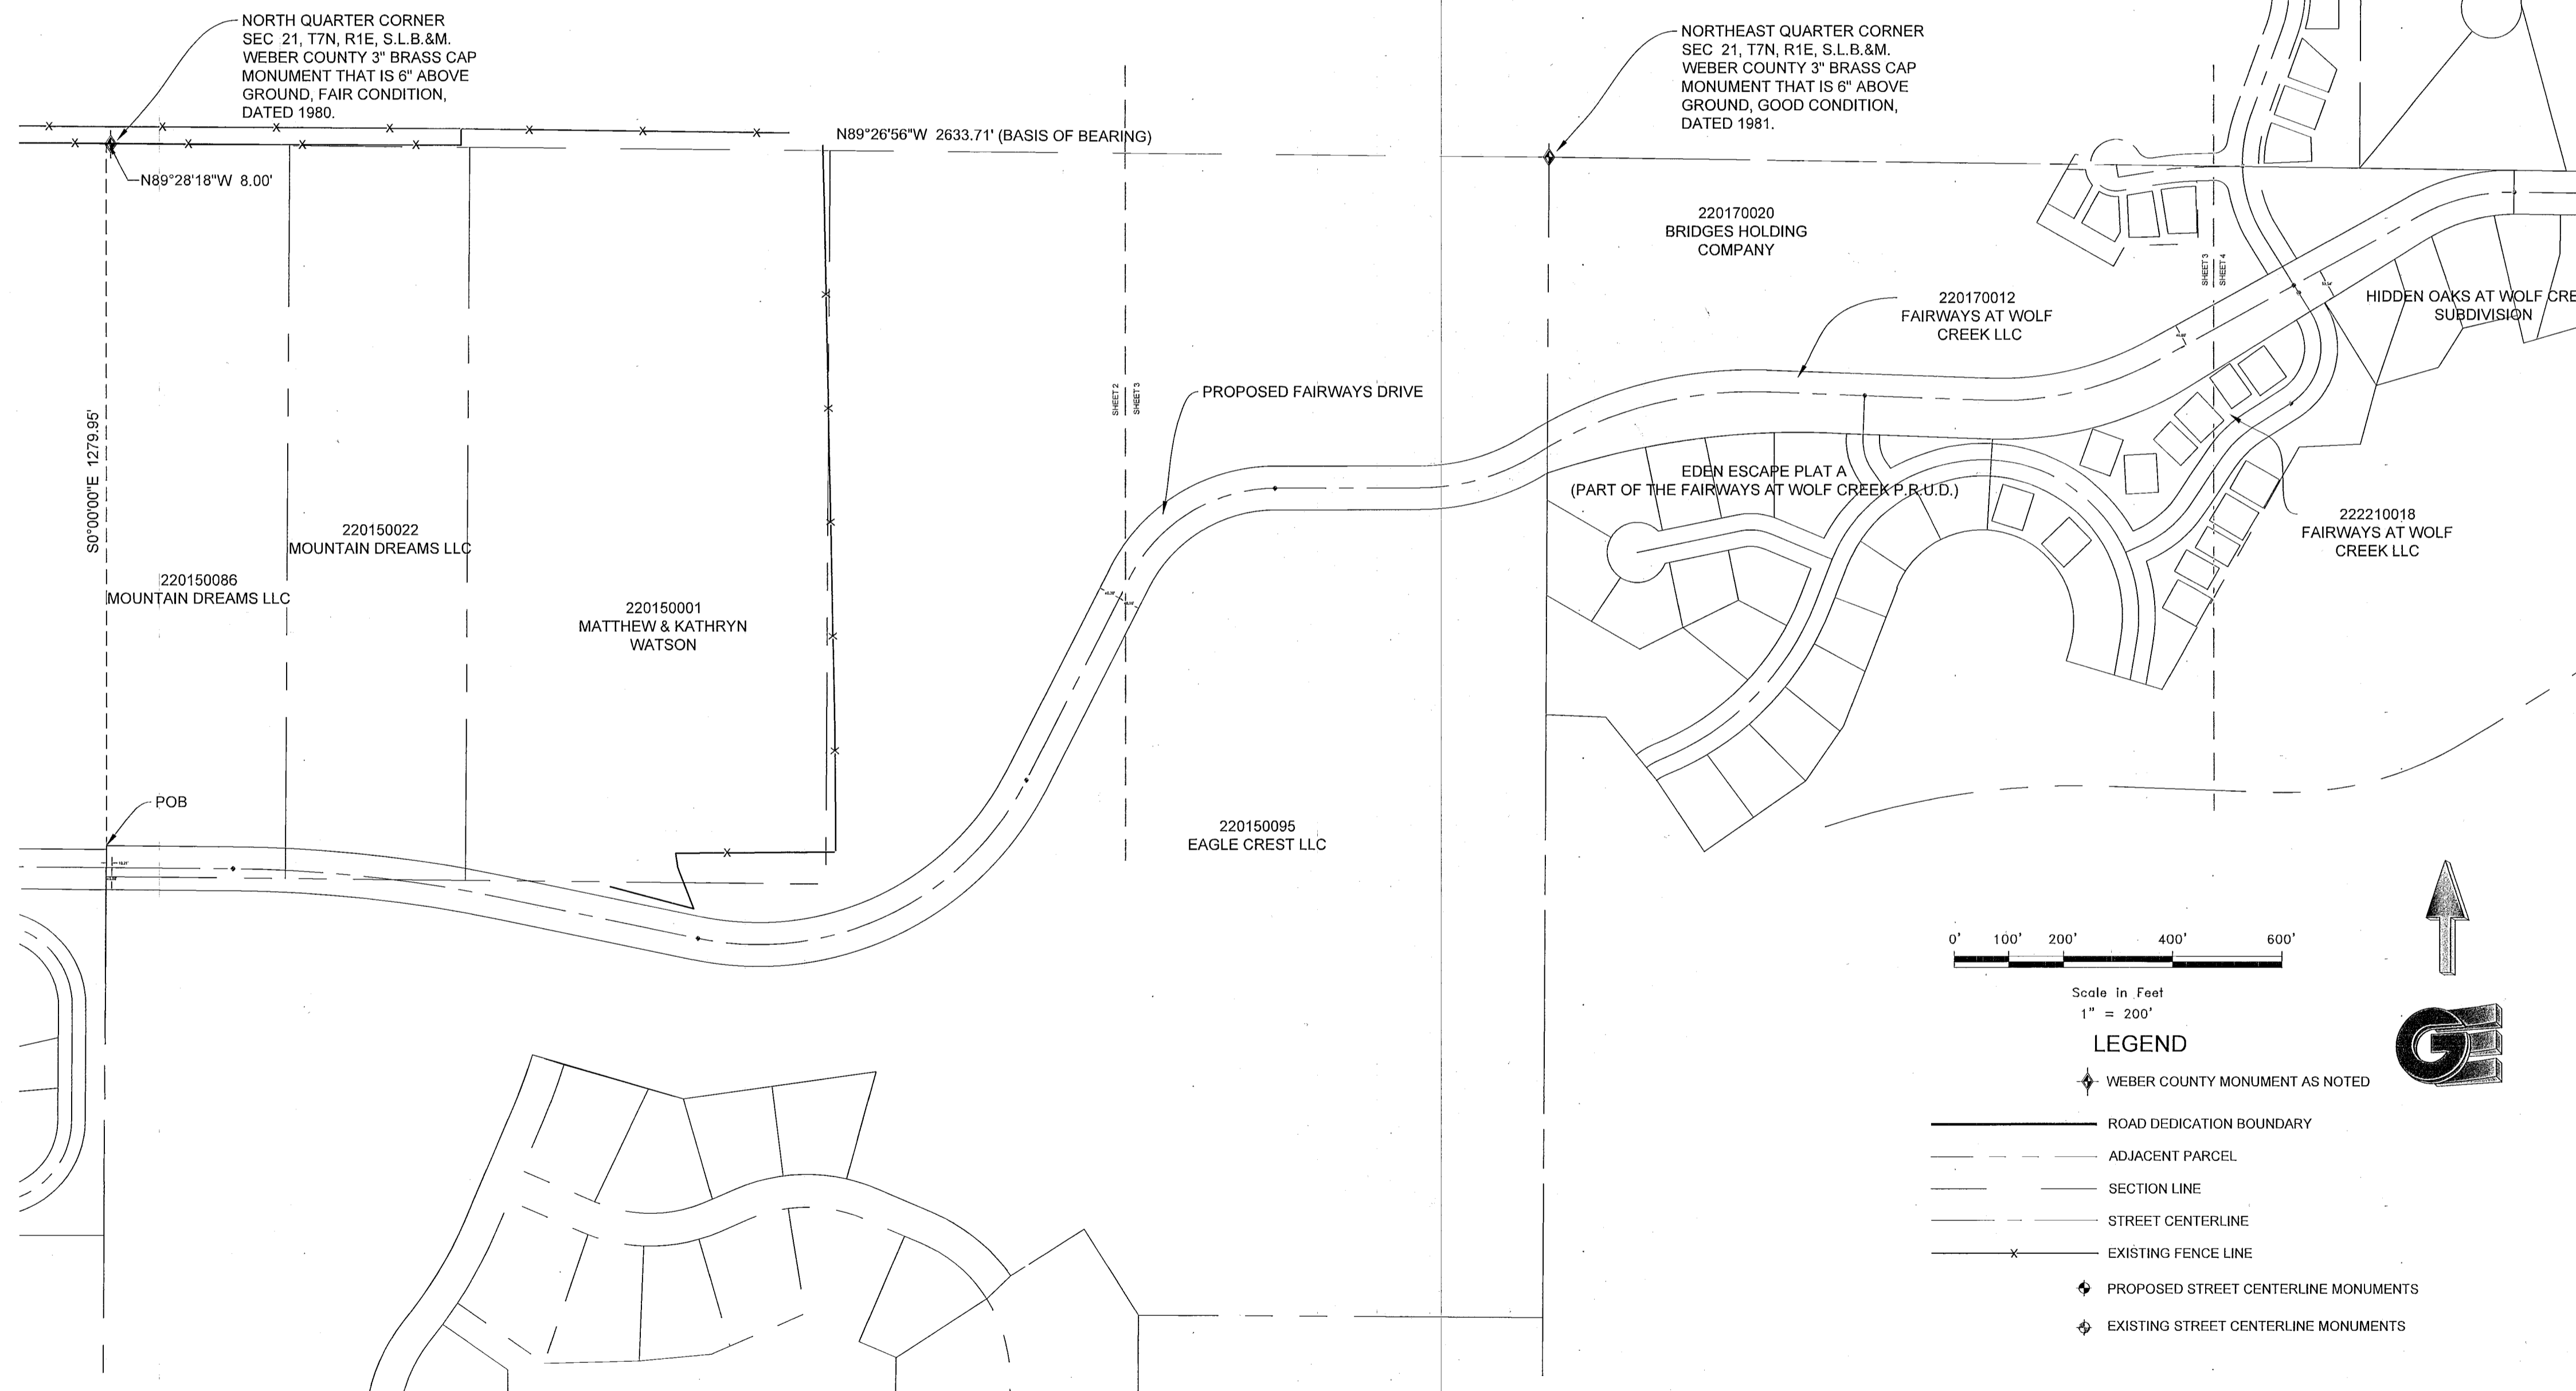 NORTH QUARTER CORNER
SEC 21, T7N, R1E, S.L.B.&M.
WEBER COUNTY 3" BRASS CAP
MONUMENT THAT IS 6" ABOVE
GROUND, FAIR CONDITION,
DATED 1980.
N89°28'18"W 8.00'
N89°26'56"W 2633.71' (BASIS OF BEARING)
NORTHEAST QUARTER CORNER
SEC 21, T7N, R1E, S.L.B.&M.
WEBER COUNTY 3" BRASS CAP
MONUMENT THAT IS 6" ABOVE
GROUND, GOOD CONDITION,
DATED 1981.
220170020
BRIDGES HOLDING
COMPANY
SHEET 3
SHEET 4
220170012
FAIRWAYS AT WOLF
CREEK LLC
HIDDEN OAKS AT WOLF CRE
SUBDIVISION
SHEET 2
SHEET 3
PROPOSED FAIRWAYS DRIVE
S0°00'00"E 1279.95'
220150022
MOUNTAIN DREAMS LLC
220150086
MOUNTAIN DREAMS LLC
220150001
MATTHEW & KATHRYN
WATSON
EDEN ESCAPE PLAT A
(PART OF THE FAIRWAYS AT WOLF CREEK P.R.U.D.)
222210018
FAIRWAYS AT WOLF
CREEK LLC
POB
220150095
EAGLE CREST LLC
0' 100' 200' 400' 600'
Scale in Feet
1" = 200'
GE
LEGEND
WEBER COUNTY MONUMENT AS NOTED
ROAD DEDICATION BOUNDARY
ADJACENT PARCEL
SECTION LINE
STREET CENTERLINE
EXISTING FENCE LINE
PROPOSED STREET CENTERLINE MONUMENTS
EXISTING STREET CENTERLINE MONUMENTS